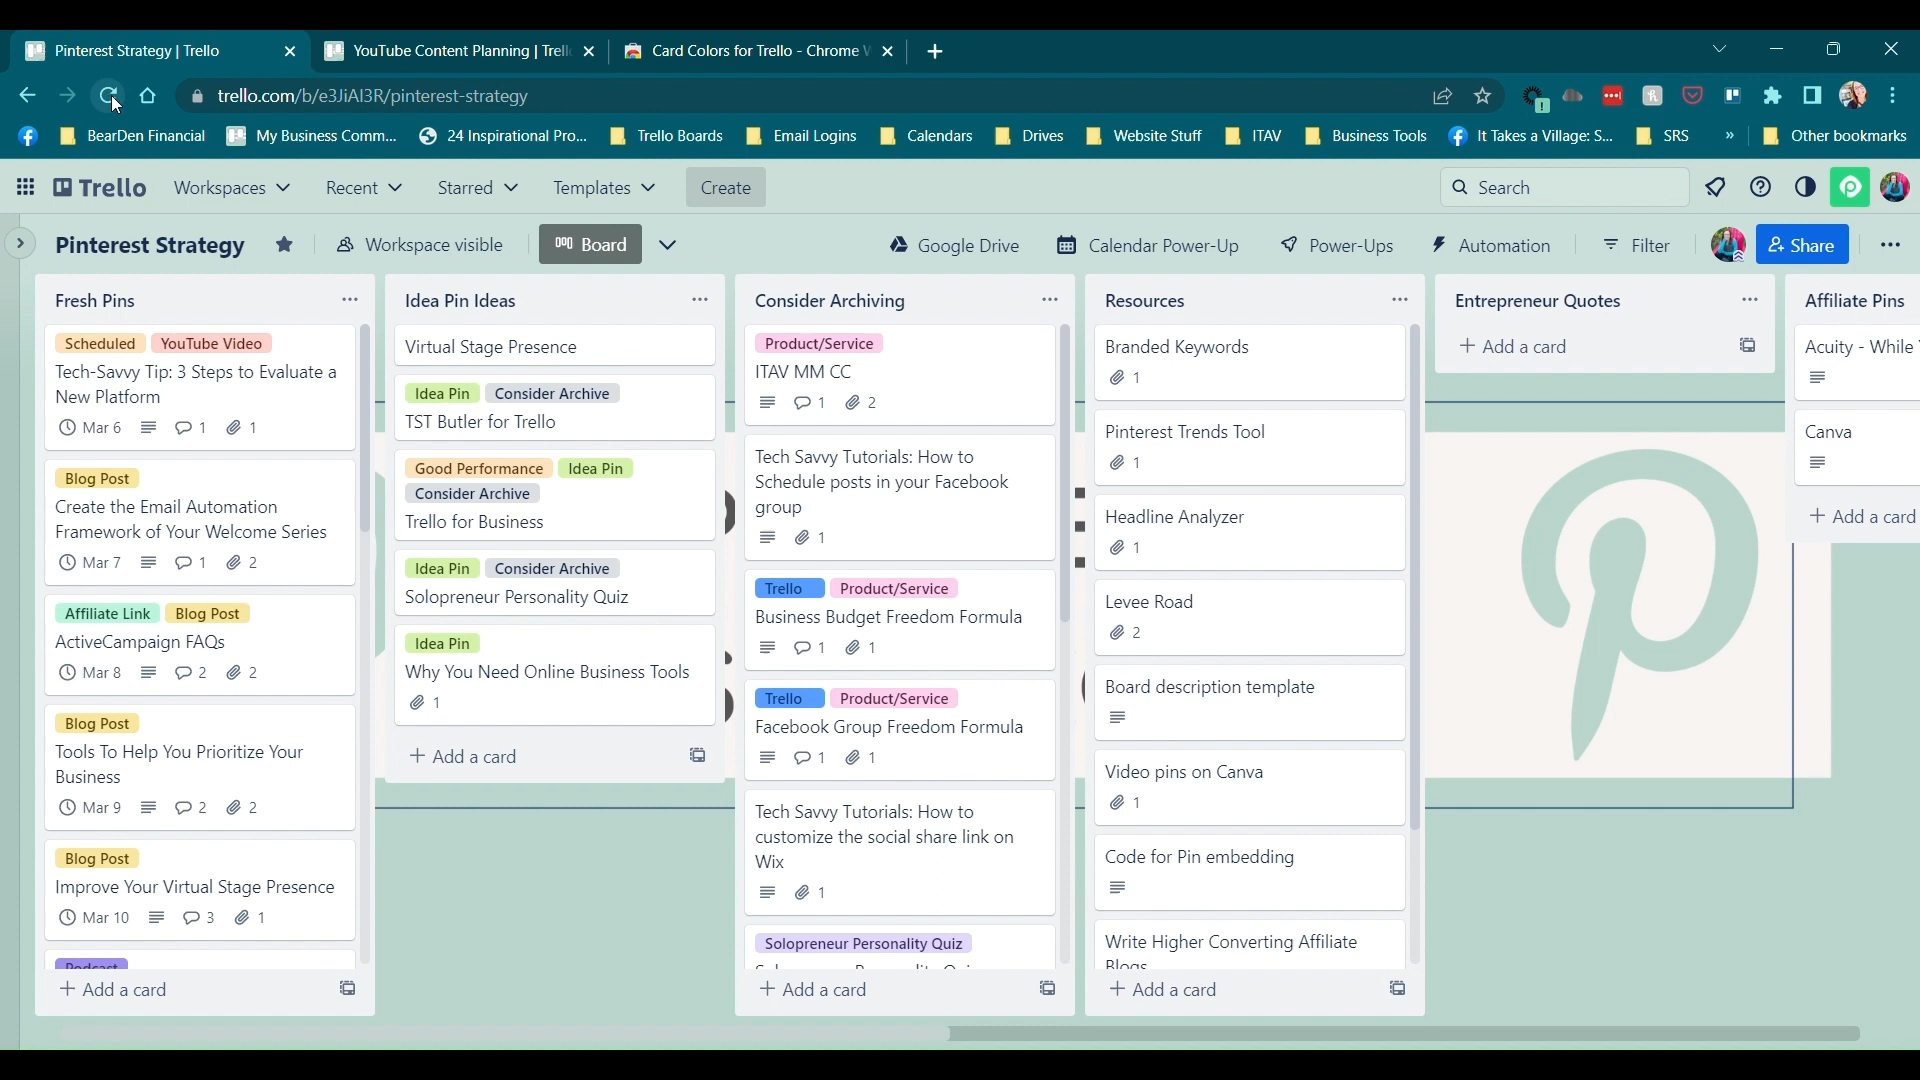 Pinterest Strategy | Trello
YouTube Content Planning | Trell
Card Colors for Trello - Chrome W
trello.com/b/e3JiAl3R/pinterest-strategy
BearDen Financial
My Business Comm...
24 Inspirational Pro...
Trello Boards
Email Logins
Calendars
Drives
Website Stuff
ITAV
Business Tools
It Takes a Village: S...
SRS
»
Other bookmarks
Trello
Workspaces
Recent
Starred
Templates
Create
Search
Pinterest Strategy
Workspace visible
Board
Google Drive
Calendar Power-Up
Power-Ups
Automation
Filter
Share
Fresh Pins
Scheduled YouTube Video
Tech-Savvy Tip: 3 Steps to Evaluate a
New Platform
Mar 6 1 1
Blog Post
Create the Email Automation
Framework of Your Welcome Series
Mar 7 1 2
Affiliate Link Blog Post
ActiveCampaign FAQs
Mar 8 2 2
Blog Post
Tools To Help You Prioritize Your
Business
Mar 9 2 2
Blog Post
Improve Your Virtual Stage Presence
Mar 10 3 1
Podcast
+ Add a card
Idea Pin Ideas
Virtual Stage Presence
Idea Pin Consider Archive
TST Butler for Trello
Good Performance Idea Pin
Consider Archive
Trello for Business
Idea Pin Consider Archive
Solopreneur Personality Quiz
Idea Pin
Why You Need Online Business Tools
1
+ Add a card
Consider Archiving
Product/Service
ITAV MM CC
1 2
Tech Savvy Tutorials: How to
Schedule posts in your Facebook
group
1
Trello Product/Service
Business Budget Freedom Formula
1 1
Trello Product/Service
Facebook Group Freedom Formula
1 1
Tech Savvy Tutorials: How to
customize the social share link on
Wix
1
Solopreneur Personality Quiz
Solopreneur Personality Quiz
+ Add a card
Resources
Branded Keywords
1
Pinterest Trends Tool
1
Headline Analyzer
1
Levee Road
2
Board description template
Video pins on Canva
1
Code for Pin embedding
Write Higher Converting Affiliate
Blogs
+ Add a card
Entrepreneur Quotes
+ Add a card
Affiliate Pins
Acuity - While
Canva
+ Add a card